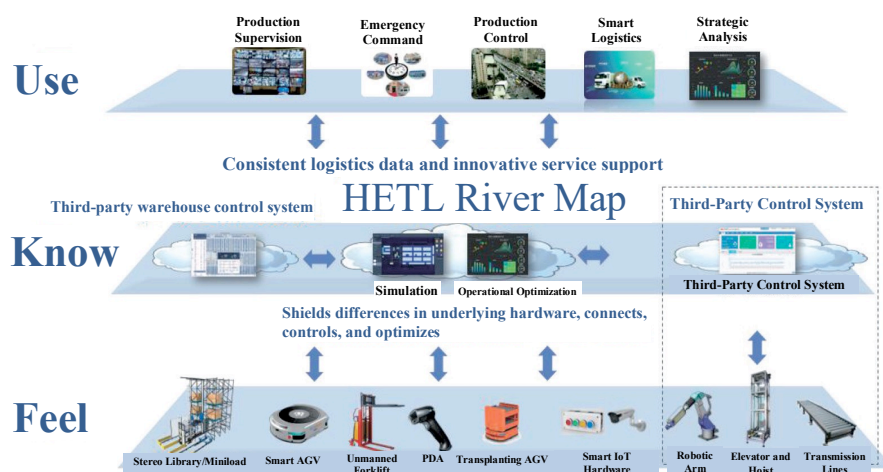 Production
Supervision
Emergency
Command
Production
Control
Smart
Logistics
Strategic
Analysis
Use
Consistent logistics data and innovative service support
HETL River Map
Third-party warehouse control system
Third-Party Control System
Know
Simulation
Operational Optimization
Third-Party Control System
Shields differences in underlying hardware, connects,
controls, and optimizes
Feel
Stereo Library/Miniload
Smart AGV
Unmanned
Forklift
PDA
Transplanting AGV
Smart IoT
Hardware
Robotic
Arm
Elevator and
Hoist
Transmission
Lines